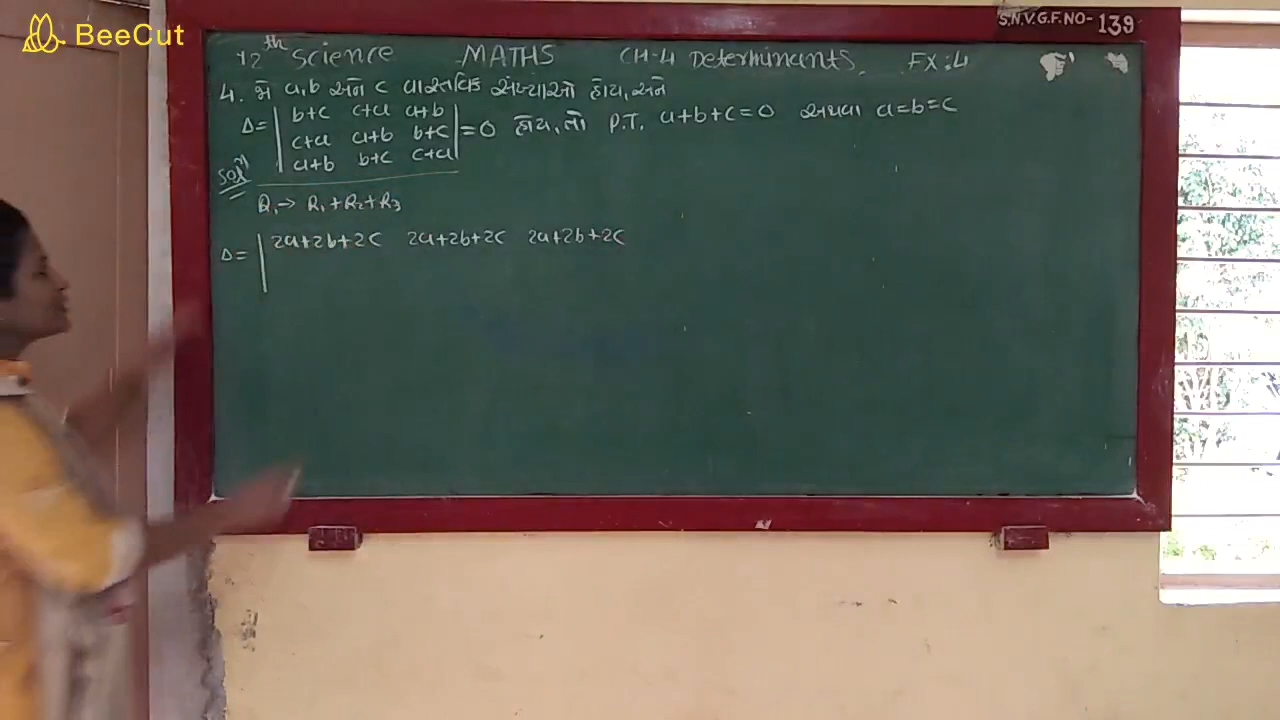 BeeCut
S.N.V.G.F.NO- 139
12th Science MATHS CH-4 Determinants, EX:4
4. જો a,b અને c વાસ્તવિક સંખ્યાઓ હોય, અને
Δ= | b+c c+a a+b |
| c+a a+b b+c | =0 હોય, તો P.T. a+b+c=0 અથવા a=b=c
| a+b b+c c+a |
Solⁿ
R₁→ R₁+R₂+R₃
Δ= | 2a+2b+2c 2a+2b+2c 2a+2b+2c